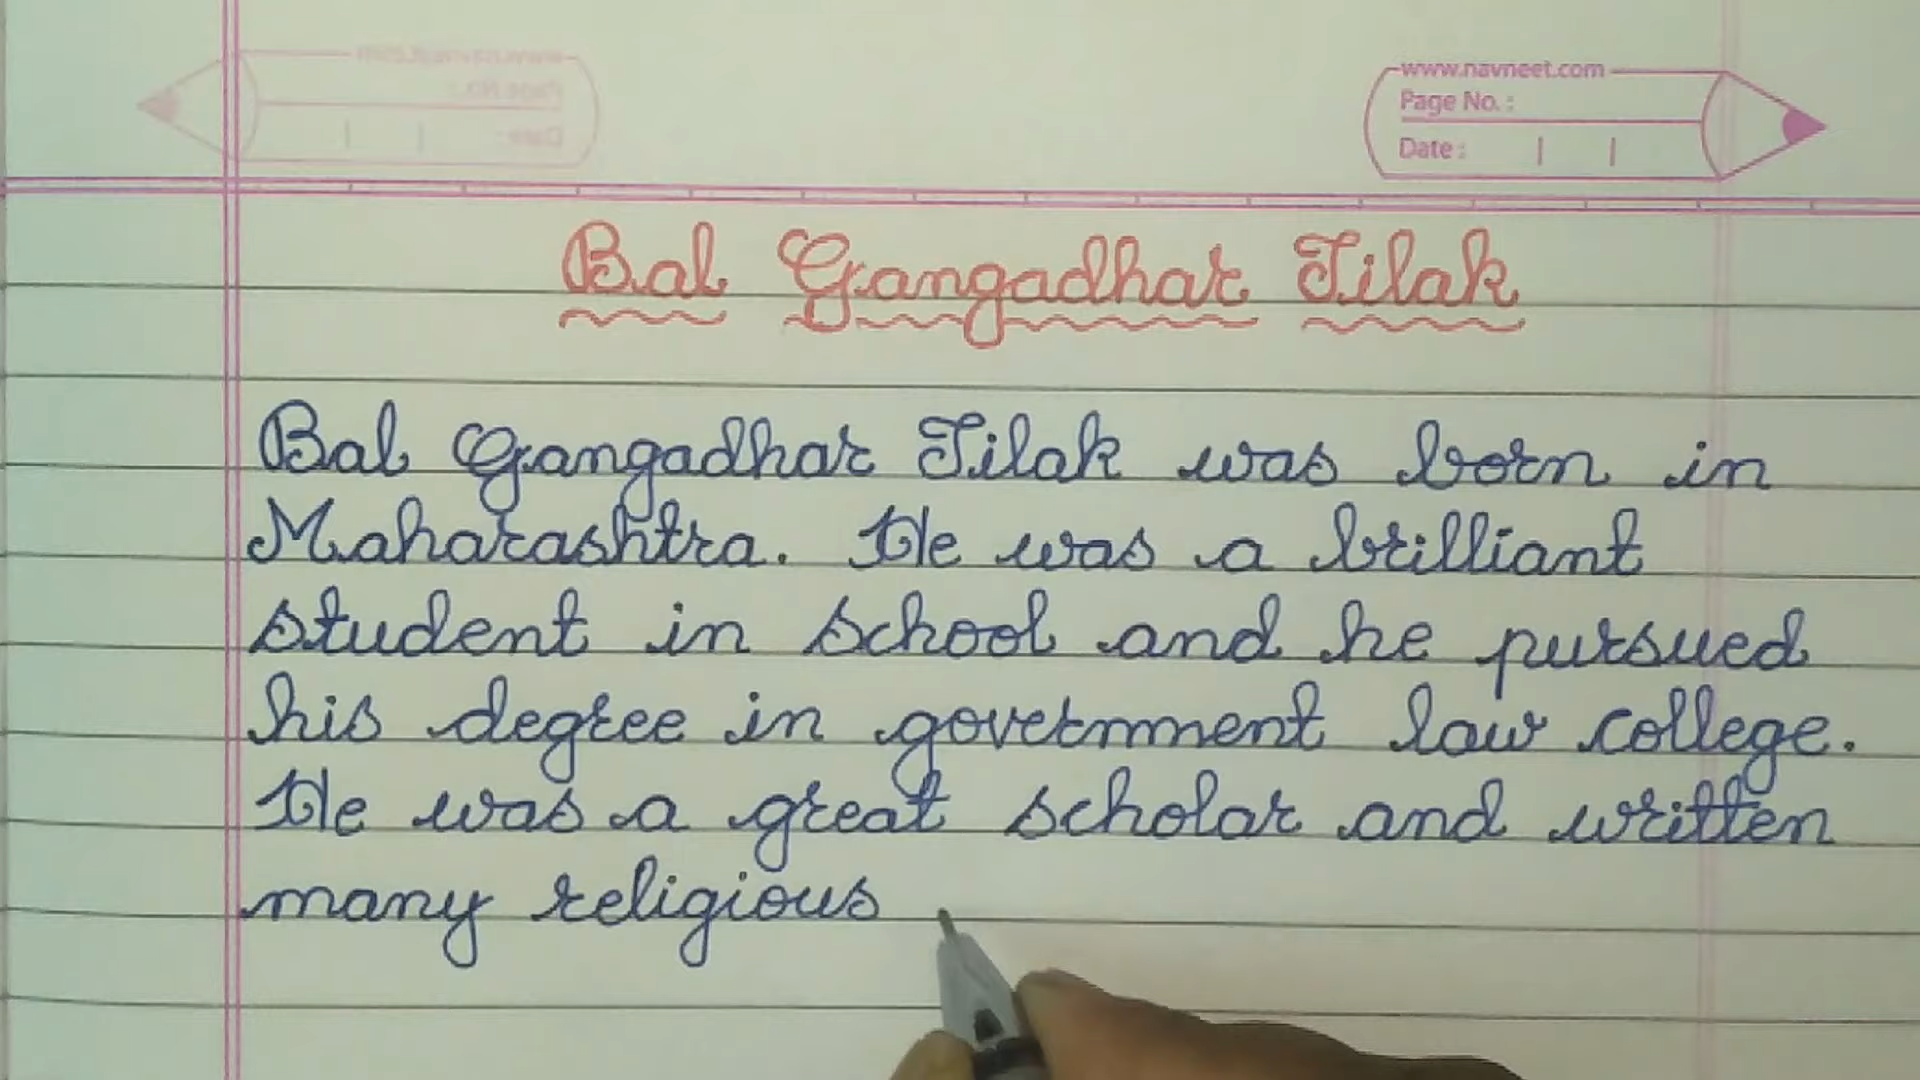 www.navneet.com
Page No. :
Date :
Bal Gangadhar Tilak
Bal Gangadhar Tilak was born in
Maharashtra. He was a brilliant
student in school and he pursued
his degree in government law college.
He was a great scholar and written
many religious